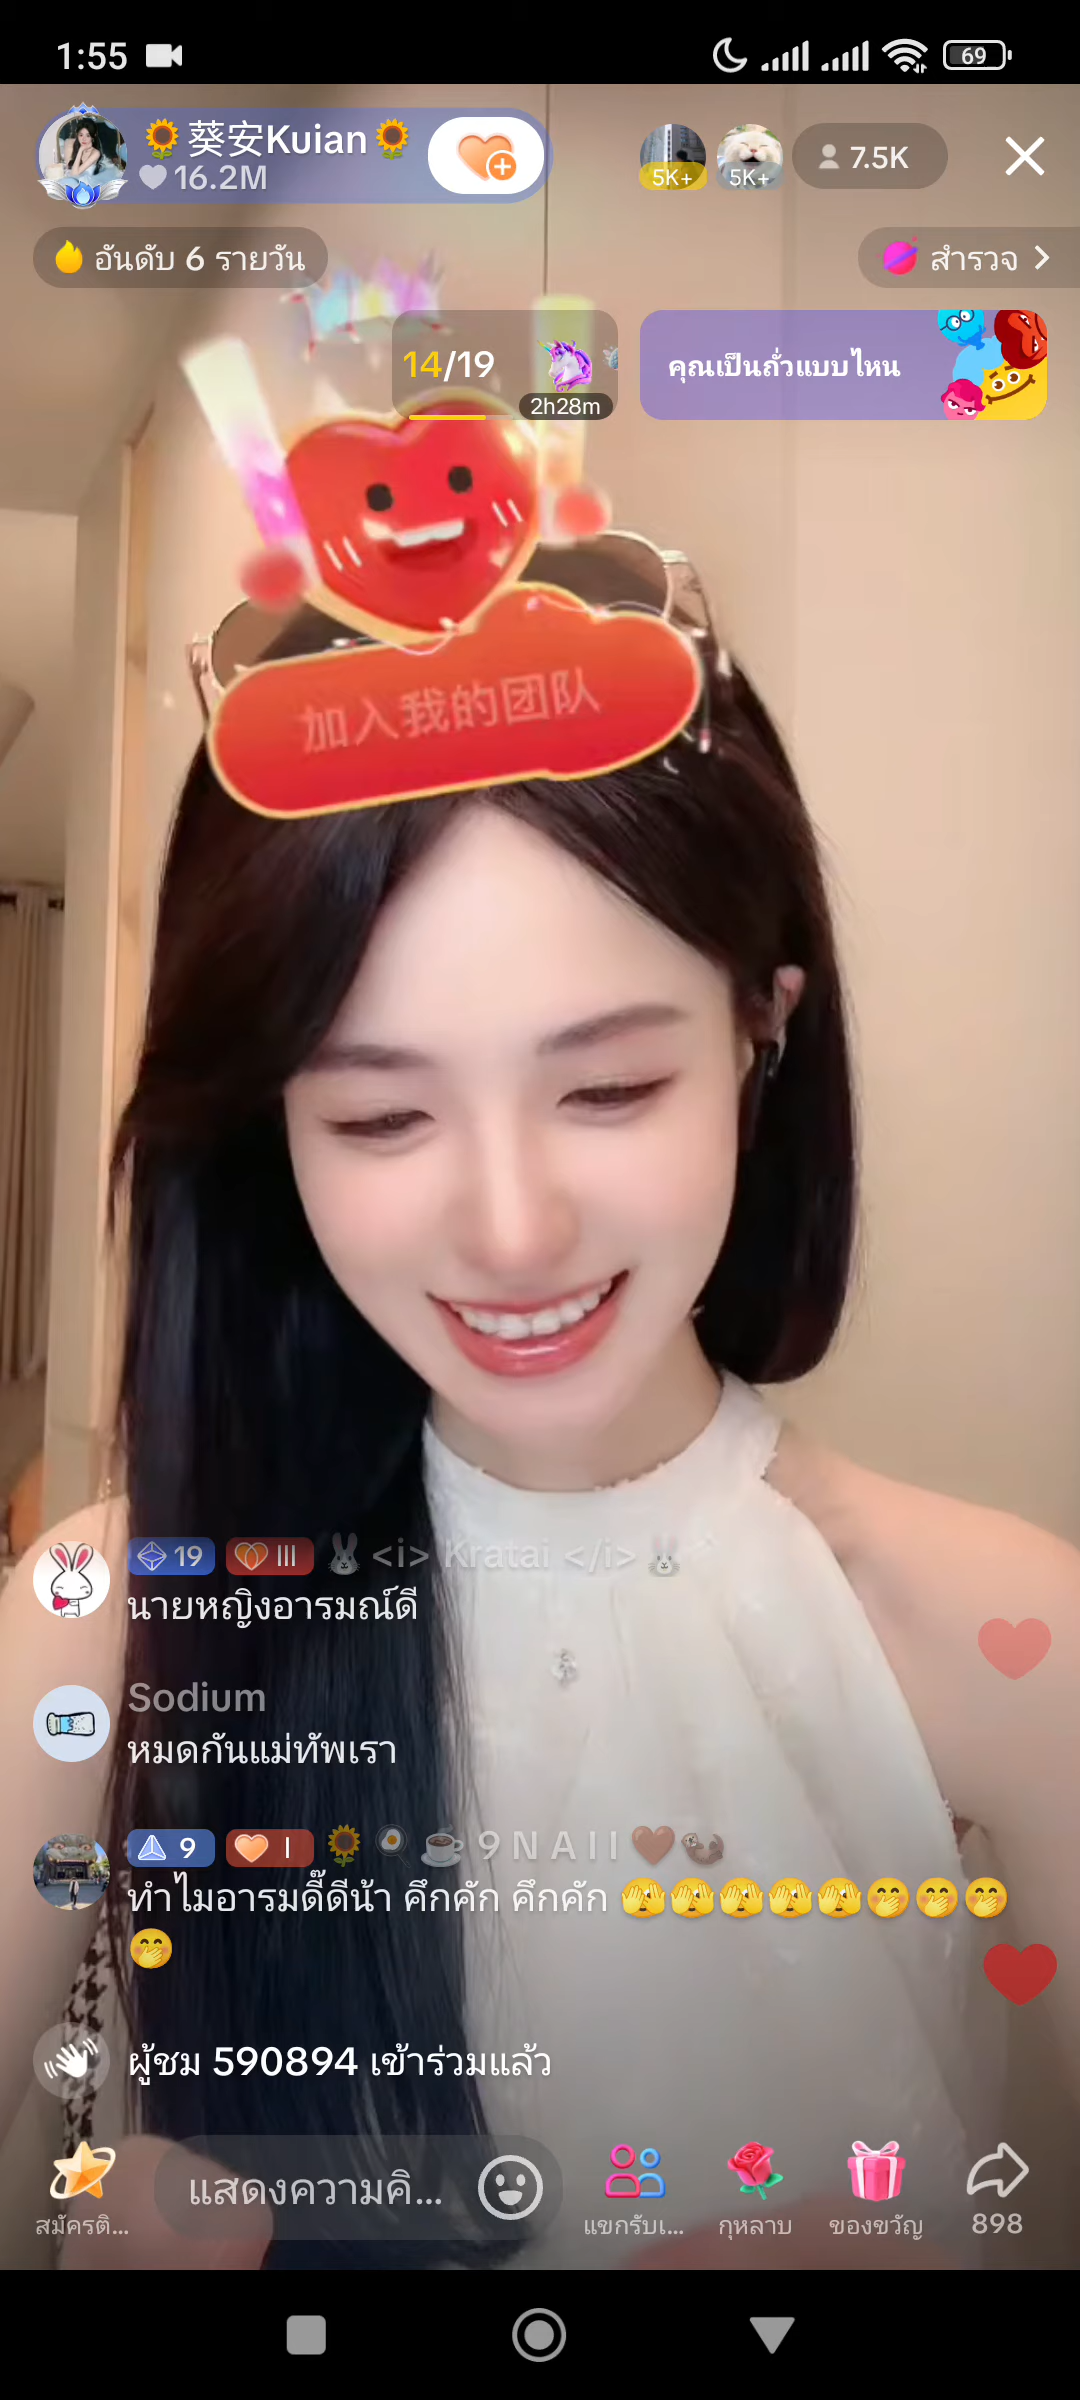 1:55
69
🌻葵安Kuian🌻
16.2M
5K+
5K+
7.5K
อันดับ 6 รายวัน
สำรวจ
14/19
2h28m
คุณเป็นถั่วแบบไหน
加入我的团队
19 III 🐰<i> Kratai </i>🐰
นายหญิงอารมณ์ดี
Sodium
หมดกันแม่ทัพเรา
9 I 🌻🍳☕9 N A I I 🤎🦦
ทำไมอารมดี๊ดีน้า คึกคัก คึกคัก 🫣🫣🫣🫣🫣🤭🤭🤭
🤭
ผู้ชม 590894 เข้าร่วมแล้ว
แสดงความคิ...
สมัครติ...
แขกรับเ...
กุหลาบ
ของขวัญ
898